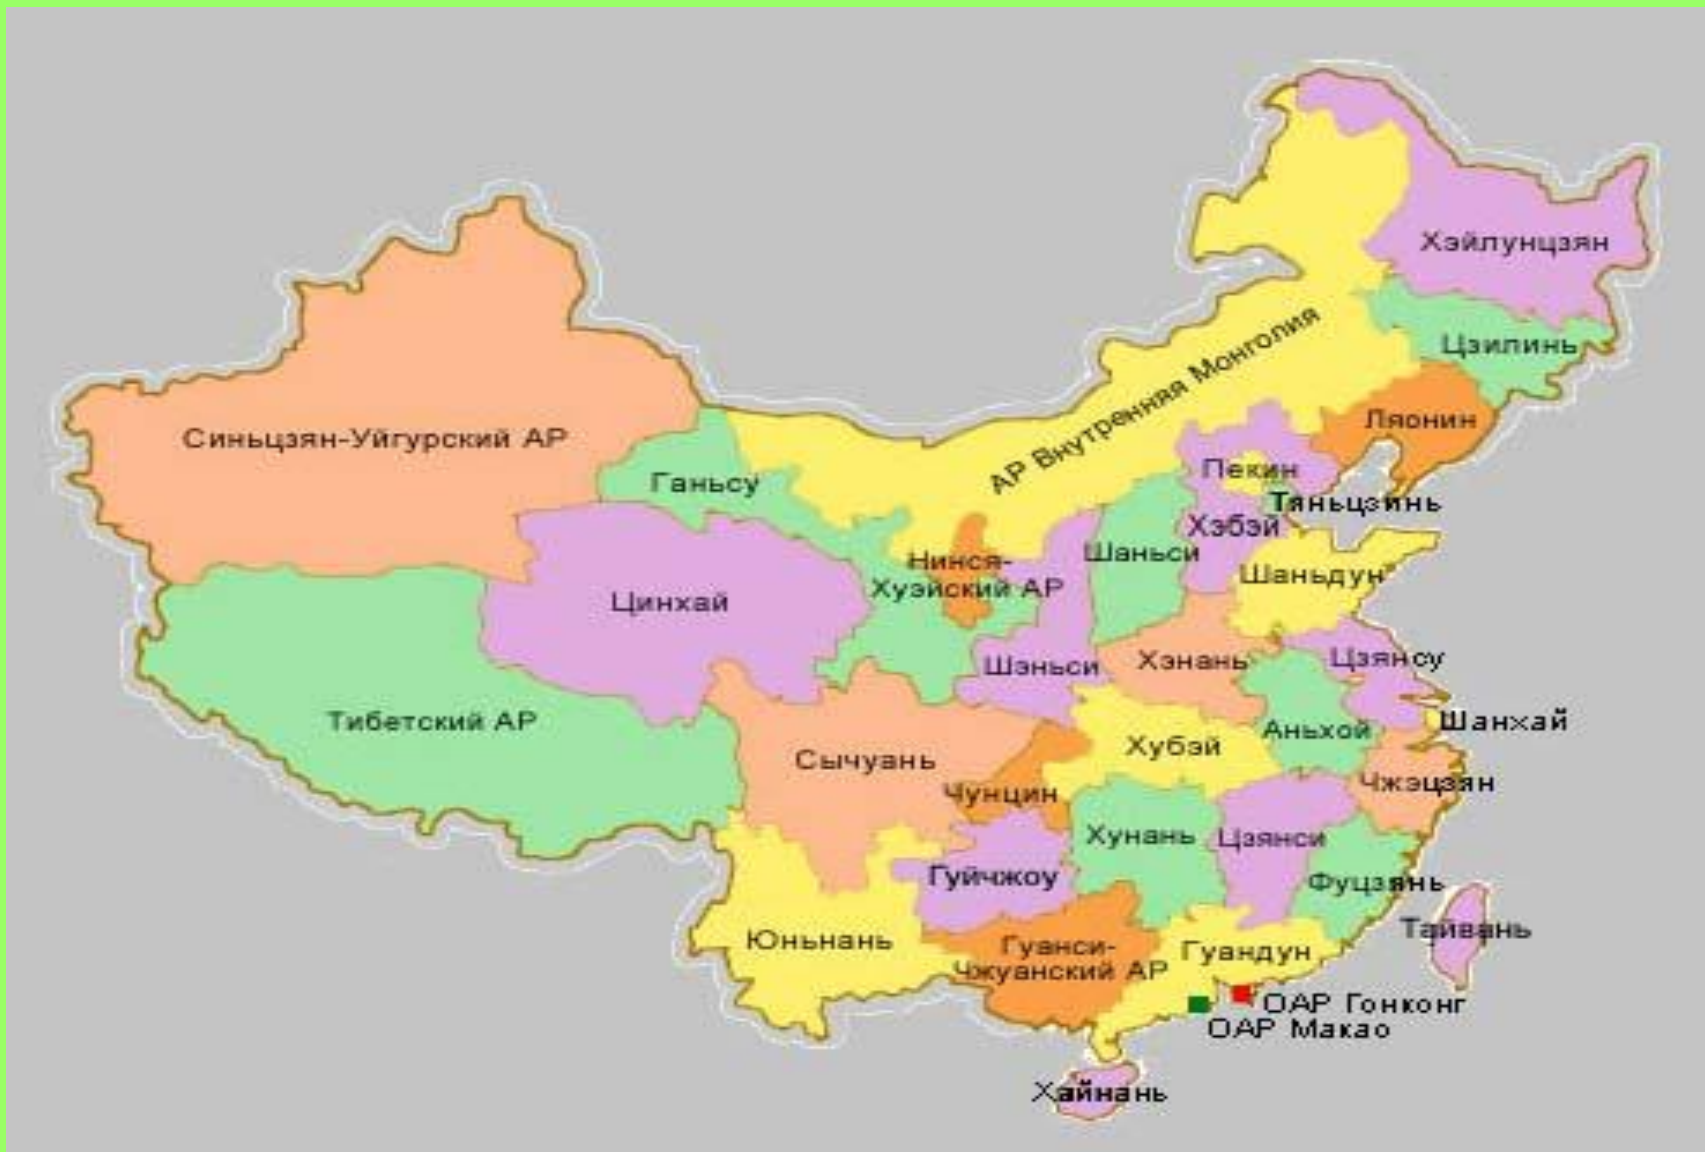 Хэйлунцзян
Цзилинь
АР Внутренняя Монголия
Ляонин
Синьцзян-Уйгурский АР
Ганьсу
Пекин
Тяньцзинь
Хэбэй
Шаньси
Нинся-
Хуэйский АР
Шаньдун
Цинхай
Шэньси
Хэнань
Цзянсу
Тибетский АР
Шанхай
Аньхой
Хубэй
Сычуань
Чжэцзян
Чунцин
Хунань
Цзянси
Гуйчжоу
Фуцзянь
Тайвань
Юньнань
Гуанси-
Чжуанский АР
Гуандун
ОАР Гонконг
ОАР Макао
Хайнань